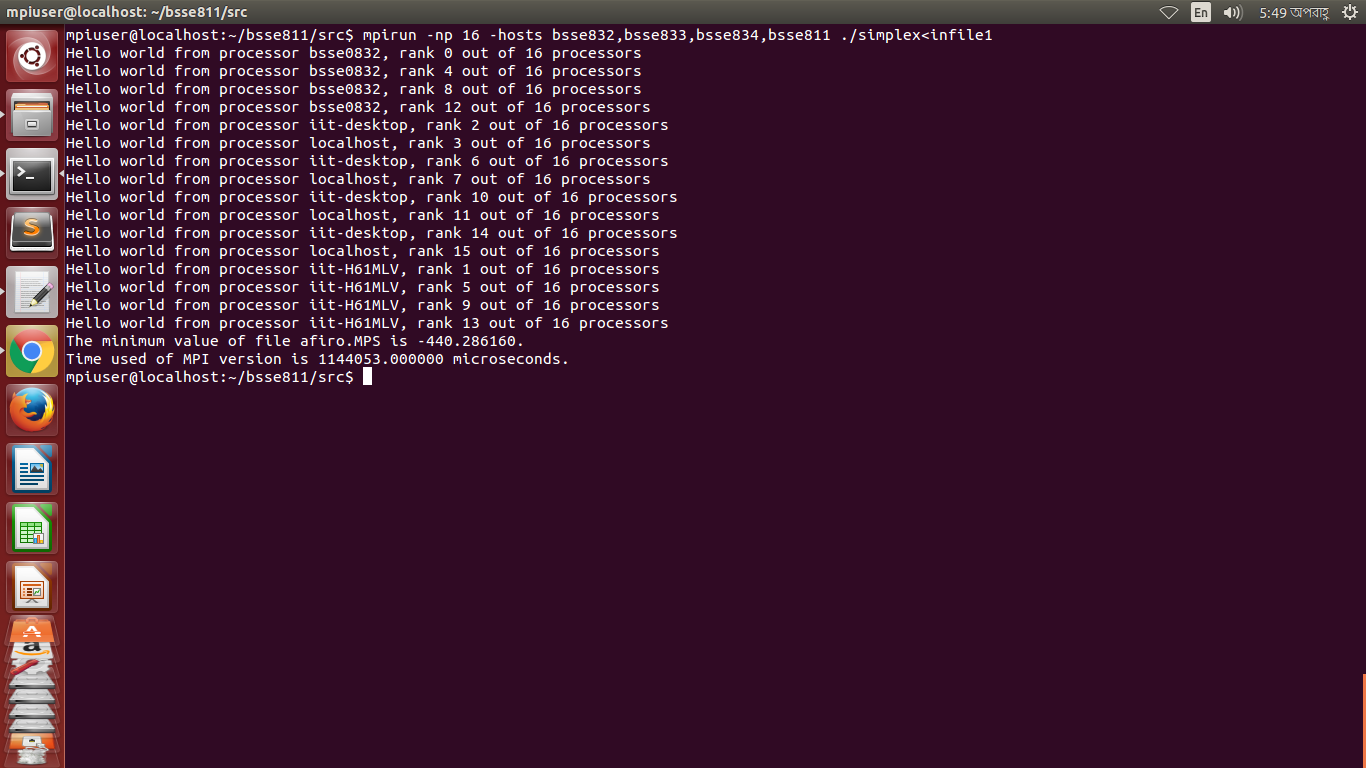 mpiuser@localhost: ~/bsse811/src
En
5:49 অপরাহ্ণ
mpiuser@localhost:~/bsse811/src$ mpirun -np 16 -hosts bsse832,bsse833,bsse834,bsse811 ./simplex<infile1
Hello world from processor bsse0832, rank 0 out of 16 processors
Hello world from processor bsse0832, rank 4 out of 16 processors
Hello world from processor bsse0832, rank 8 out of 16 processors
Hello world from processor bsse0832, rank 12 out of 16 processors
Hello world from processor iit-desktop, rank 2 out of 16 processors
Hello world from processor localhost, rank 3 out of 16 processors
Hello world from processor iit-desktop, rank 6 out of 16 processors
Hello world from processor localhost, rank 7 out of 16 processors
Hello world from processor iit-desktop, rank 10 out of 16 processors
Hello world from processor localhost, rank 11 out of 16 processors
Hello world from processor iit-desktop, rank 14 out of 16 processors
Hello world from processor localhost, rank 15 out of 16 processors
Hello world from processor iit-H61MLV, rank 1 out of 16 processors
Hello world from processor iit-H61MLV, rank 5 out of 16 processors
Hello world from processor iit-H61MLV, rank 9 out of 16 processors
Hello world from processor iit-H61MLV, rank 13 out of 16 processors
The minimum value of file afiro.MPS is -440.286160.
Time used of MPI version is 1144053.000000 microseconds.
mpiuser@localhost:~/bsse811/src$